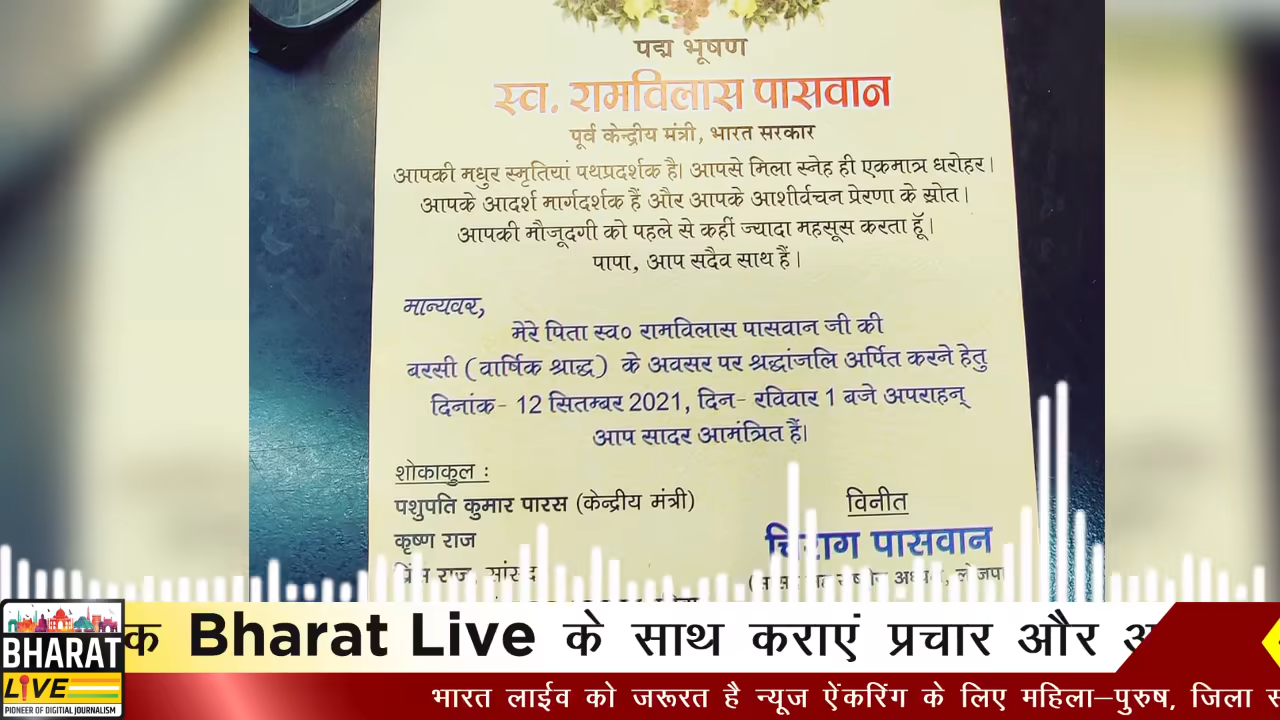 पद्म भूषण
स्व. रामविलास पासवान
पूर्व केन्द्रीय मंत्री, भारत सरकार
आपकी मधुर स्मृतियां पथप्रदर्शक है। आपसे मिला स्नेह ही एकमात्र धरोहर।
आपके आदर्श मार्गदर्शक हैं और आपके आशीर्वचन प्रेरणा के स्रोत।
आपकी मौजूदगी को पहले से कहीं ज्यादा महसूस करता हूॅं।
पापा, आप सदैव साथ हैं।
मान्यवर,
मेरे पिता स्व० रामविलास पासवान जी की
बरसी (वार्षिक श्राद्ध) के अवसर पर श्रद्धांजलि अर्पित करने हेतु
दिनांक- 12 सितम्बर 2021, दिन- रविवार 1 बजे अपराहन्
आप सादर आमंत्रित हैं।
शोकाकुल :
पशुपति कुमार पारस (केन्द्रीय मंत्री)
कृष्ण राज
प्रिंस राज, सांसद
विनीत
चिराग पासवान
अध्यक्ष, लोजपा
क Bharat Live के साथ कराएं प्रचार और
भारत लाईव को जरूरत है न्यूज ऐंकरिंग के लिए महिला–पुरुष, जिला
BHARAT
LIVE
PIONEER OF DIGITIAL JOURNALISM